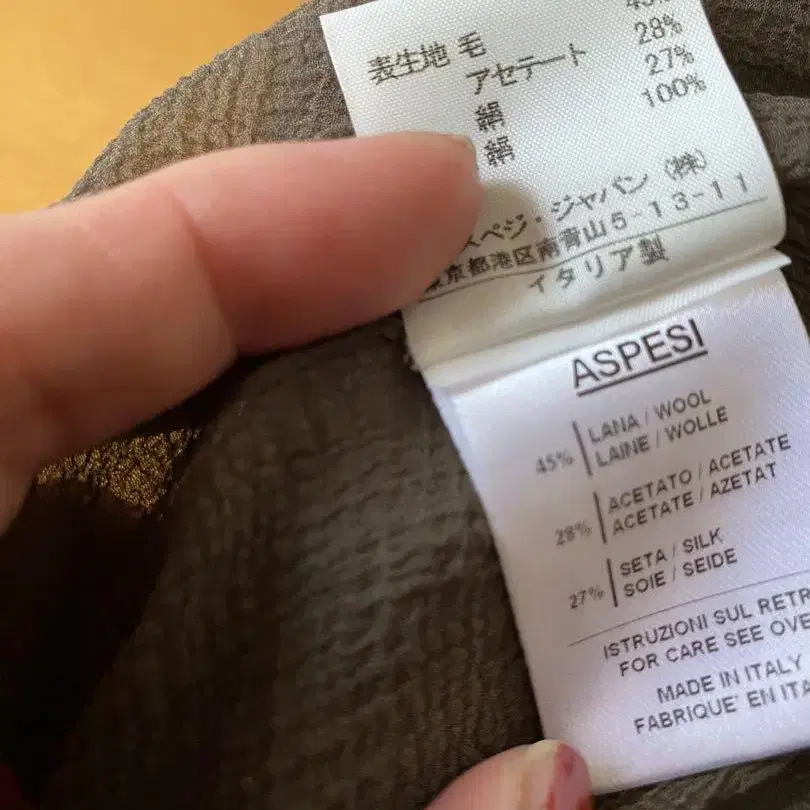 表生地 毛 45%
アセテート 28%
絹 27%
絹 100%
スペジ・ジャパン（株）
東京都港区南青山5-13-11
イタリア製
ASPESI
45% LANA / WOOL
LAINE / WOLLE
28% ACETATO / ACETATE
ACETATE / AZETAT
27% SETA / SILK
SOIE / SEIDE
ISTRUZIONI SUL RETR
FOR CARE SEE OVE
MADE IN ITALY
FABRIQUE' EN ITA